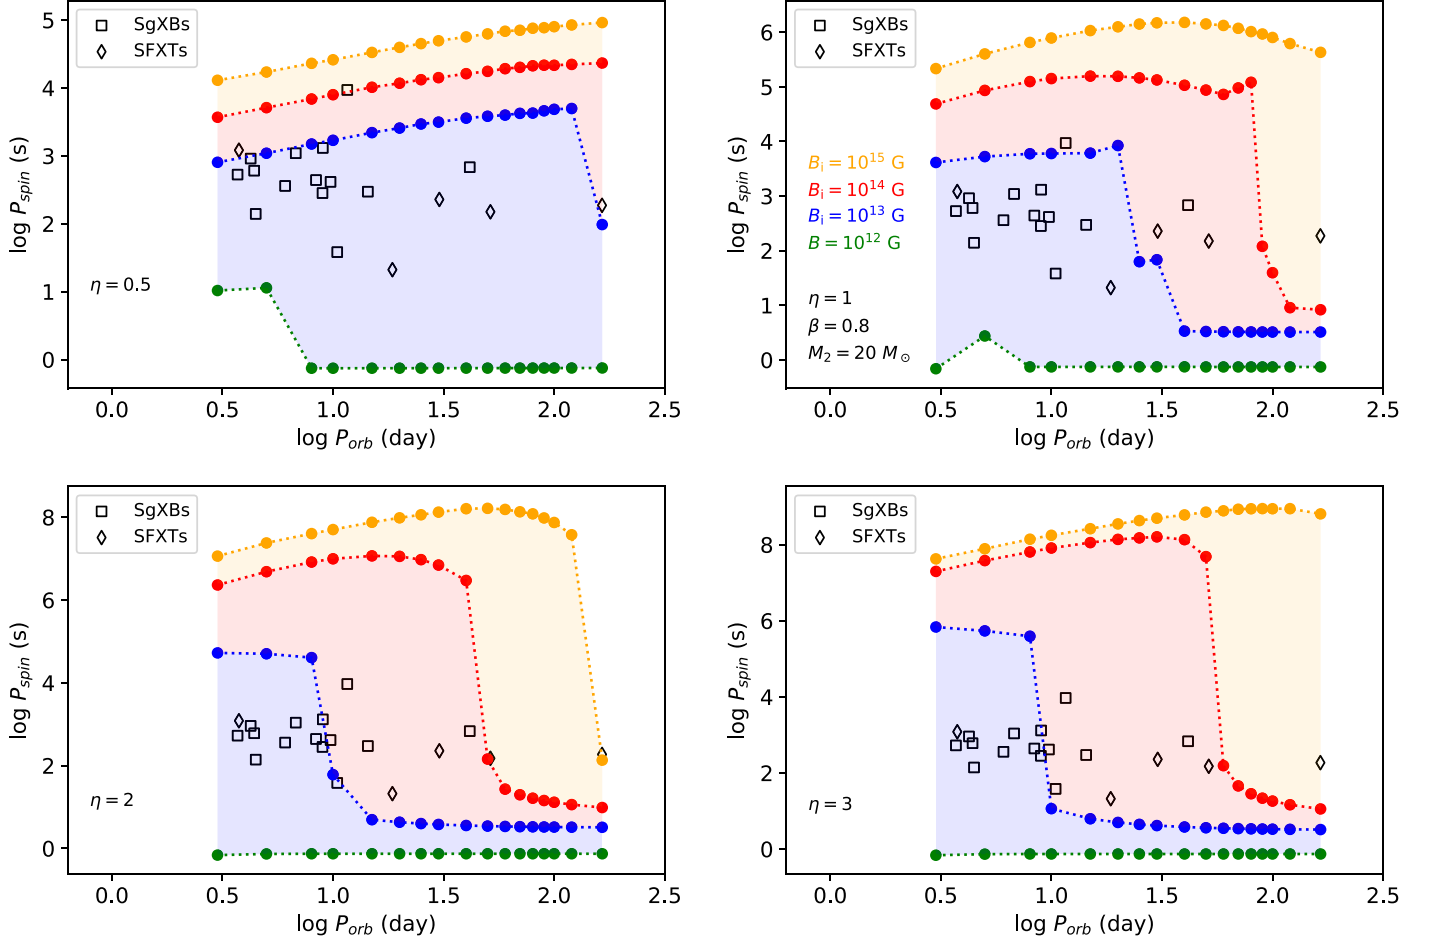 SgXBs
SFXTs
η = 0.5
log P_spin (s)
5
4
3
2
1
0
0.0 0.5 1.0 1.5 2.0 2.5
log P_orb (day)
SgXBs
SFXTs
B_i = 10^15 G
B_i = 10^14 G
B_i = 10^13 G
B = 10^12 G
η = 1
β = 0.8
M_2 = 20 M_⊙
log P_spin (s)
6
5
4
3
2
1
0
0.0 0.5 1.0 1.5 2.0 2.5
log P_orb (day)
SgXBs
SFXTs
η = 2
log P_spin (s)
8
6
4
2
0
0.0 0.5 1.0 1.5 2.0 2.5
log P_orb (day)
SgXBs
SFXTs
η = 3
log P_spin (s)
8
6
4
2
0
0.0 0.5 1.0 1.5 2.0 2.5
log P_orb (day)